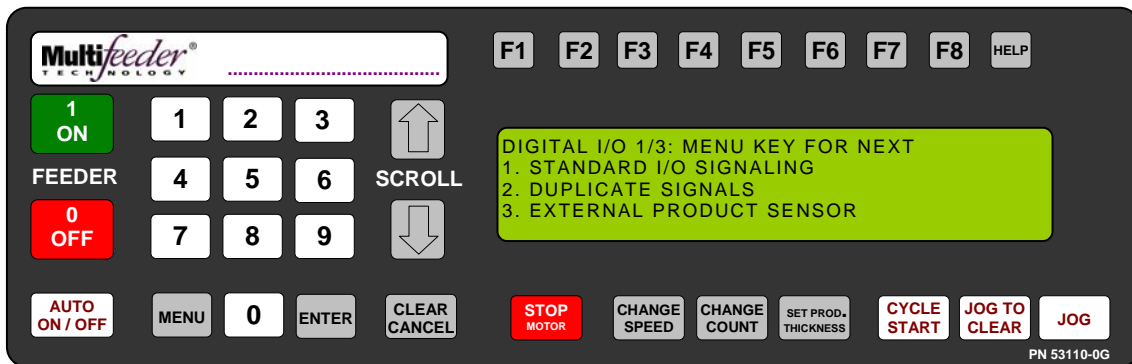 Multifeeder®
TECHNOLOGY
F1 F2 F3 F4 F5 F6 F7 F8 HELP
1
ON
FEEDER
0
OFF
1 2 3
4 5 6
7 8 9
SCROLL
DIGITAL I/O 1/3: MENU KEY FOR NEXT
1. STANDARD I/O SIGNALING
2. DUPLICATE SIGNALS
3. EXTERNAL PRODUCT SENSOR
AUTO
ON / OFF
MENU
0
ENTER
CLEAR
CANCEL
STOP
MOTOR
CHANGE
SPEED
CHANGE
COUNT
SET PROD.
THICKNESS
CYCLE
START
JOG TO
CLEAR
JOG
PN 53110-0G